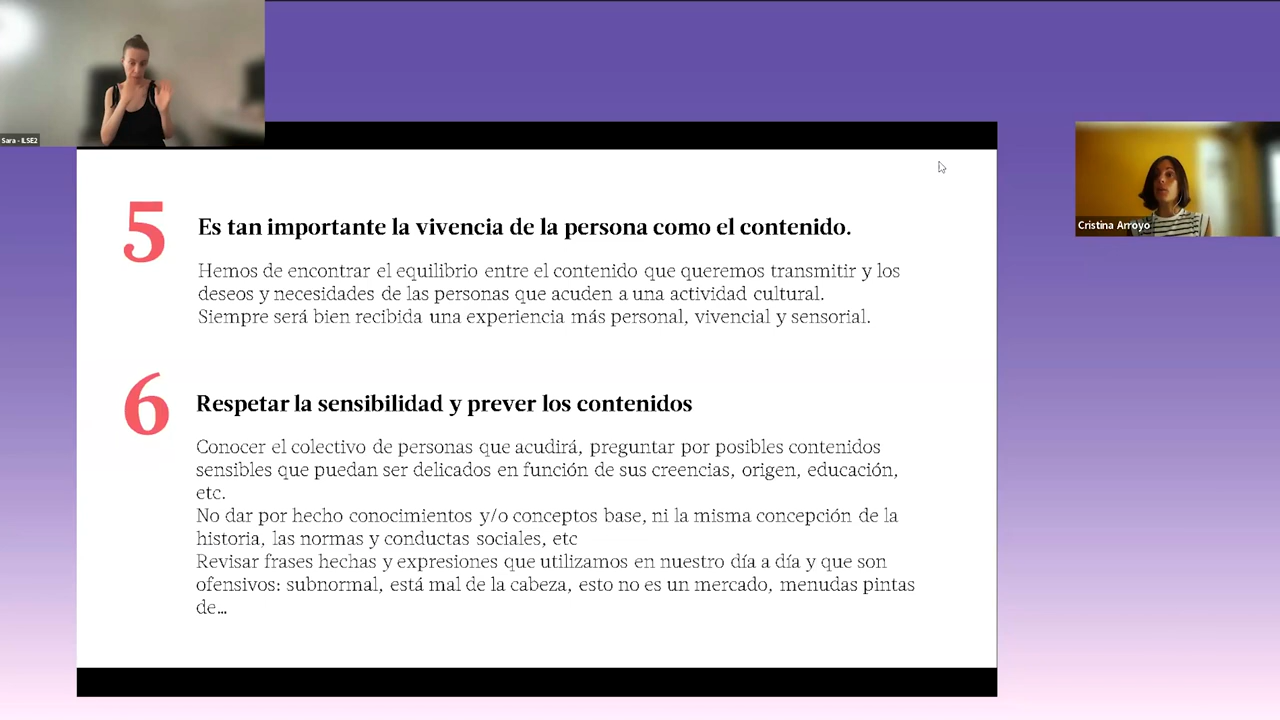 Sara - ILSE2
Cristina Arroyo
5
Es tan importante la vivencia de la persona como el contenido.
Hemos de encontrar el equilibrio entre el contenido que queremos transmitir y los
deseos y necesidades de las personas que acuden a una actividad cultural.
Siempre será bien recibida una experiencia más personal, vivencial y sensorial.
6
Respetar la sensibilidad y prever los contenidos
Conocer el colectivo de personas que acudirá, preguntar por posibles contenidos
sensibles que puedan ser delicados en función de sus creencias, origen, educación,
etc.
No dar por hecho conocimientos y/o conceptos base, ni la misma concepción de la
historia, las normas y conductas sociales, etc
Revisar frases hechas y expresiones que utilizamos en nuestro día a día y que son
ofensivos: subnormal, está mal de la cabeza, esto no es un mercado, menudas pintas
de...